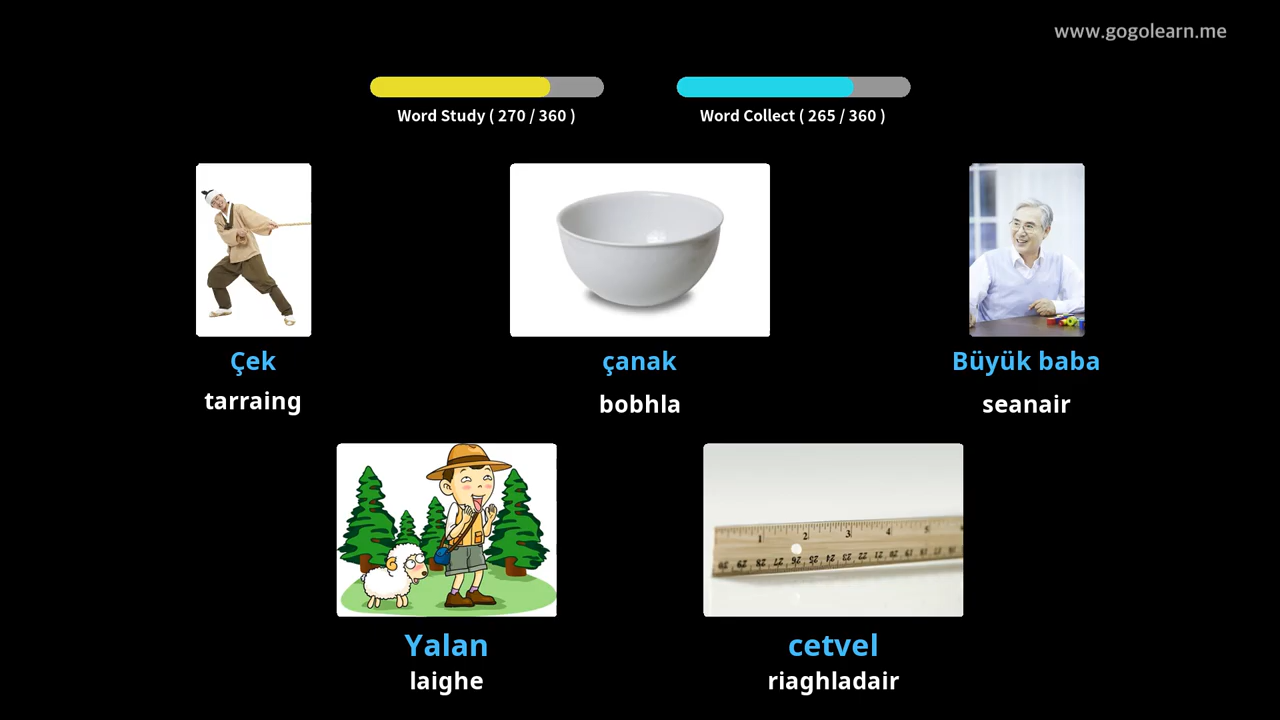 www.gogolearn.me
Word Study ( 270 / 360 )
Word Collect ( 265 / 360 )
Çek
tarraing
çanak
bobhla
Büyük baba
seanair
Yalan
laighe
cetvel
riaghladair